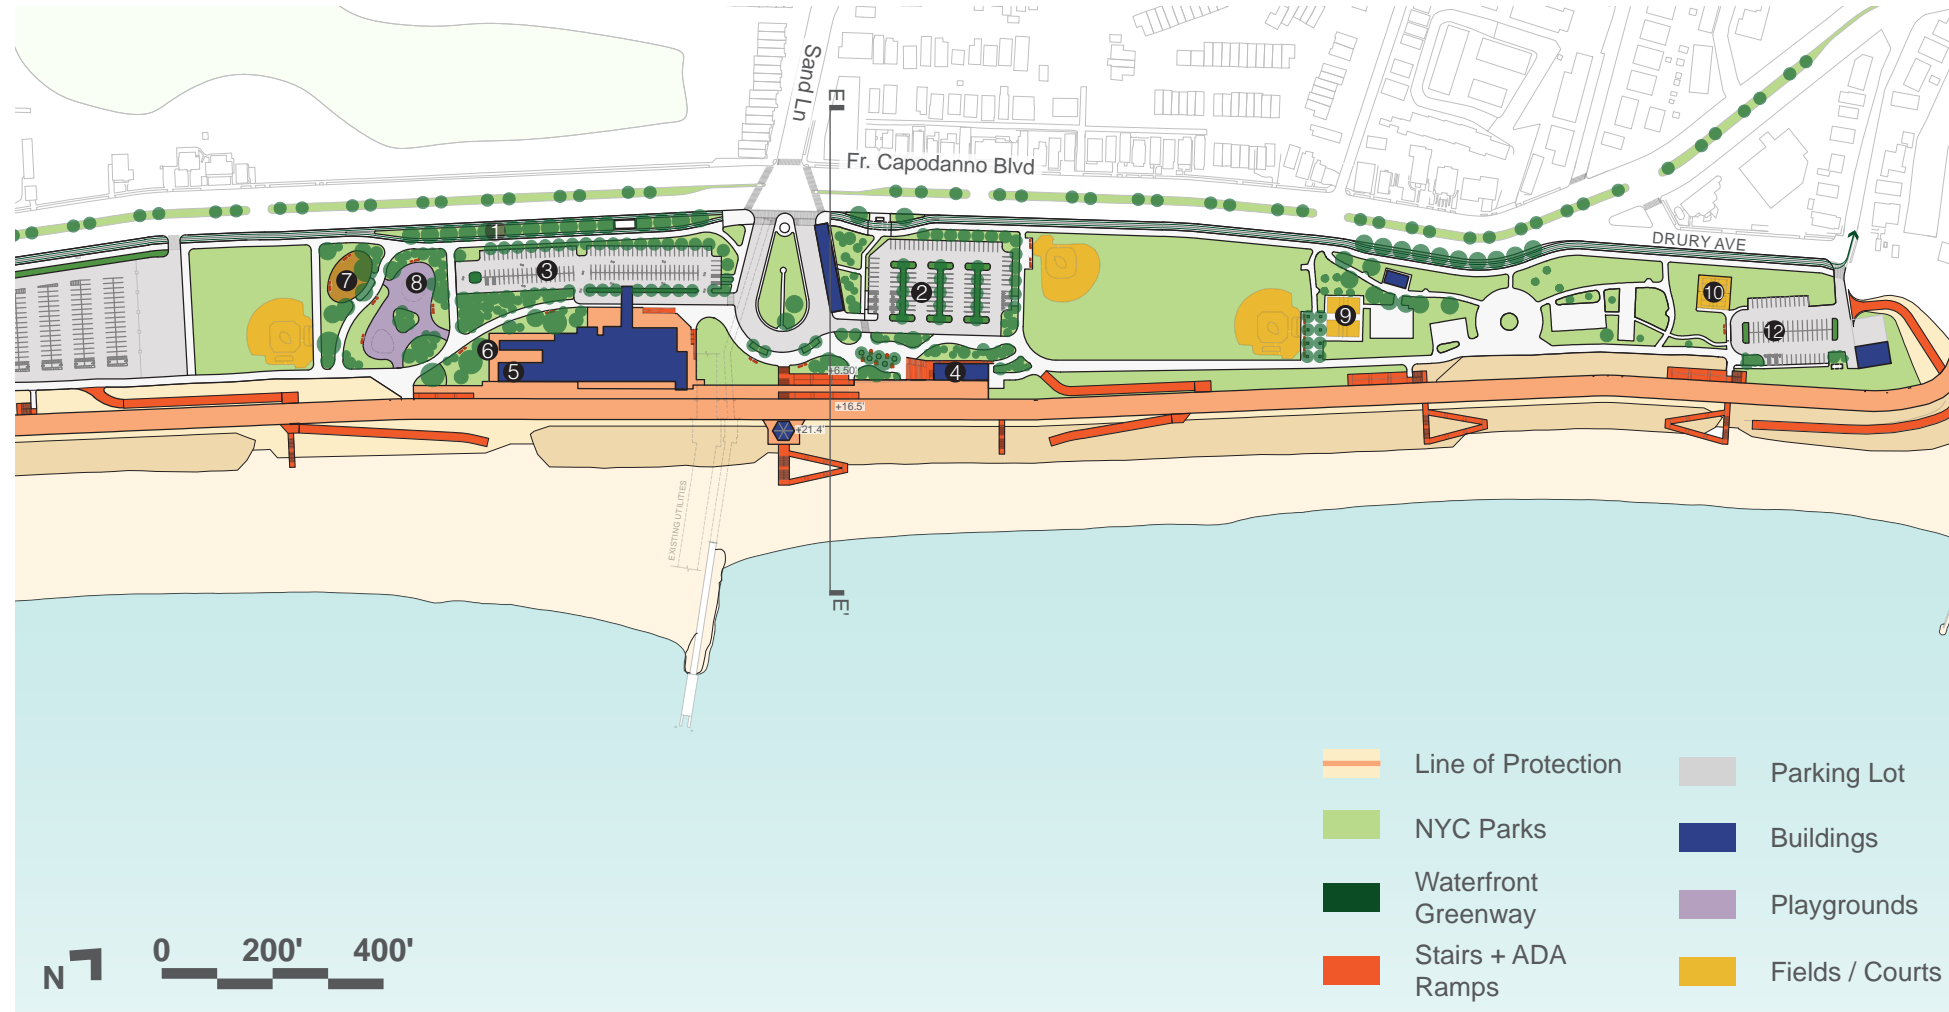 Sand Ln
E
Fr. Capodanno Blvd
DRURY AVE
7
8
3
2
9
10
12
6
5
4
+6.50'
+16.5'
+21.4'
EXISTING UTILITIES
E'
Line of Protection
NYC Parks
Waterfront
Greenway
Stairs + ADA
Ramps
Parking Lot
Buildings
Playgrounds
Fields / Courts
N
0 200' 400'